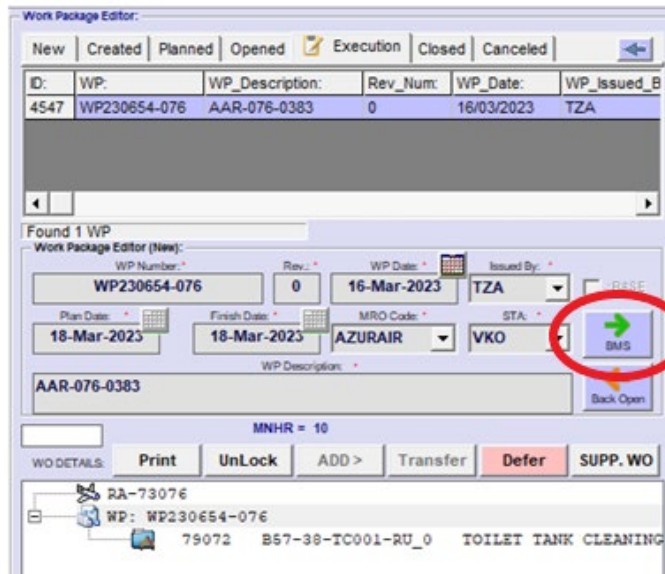 Work Package Editor:
New Created Planned Opened Execution Closed Canceled
ID: WP: WP_Description: Rev_Num: WP_Date: WP_Issued_B
4547 WP230654-076 AAR-076-0383 0 16/03/2023 TZA
Found 1 WP
Work Package Editor (New):
WP Number: * Rev.: * WP Date: * Issued By: *
WP230654-076 0 16-Mar-2023 TZA BASE
Plan Date: * Finish Date: * MRO Code: * STA: *
18-Mar-2023 18-Mar-2023 AZURAIR VKO BMS
WP Description: *
AAR-076-0383
Back Open
MNHR = 10
WO DETAILS: Print UnLock ADD > Transfer Defer SUPP. WO
RA-73076
WP: WP230654-076
79072 B57-38-TC001-RU_0 TOILET TANK CLEANING